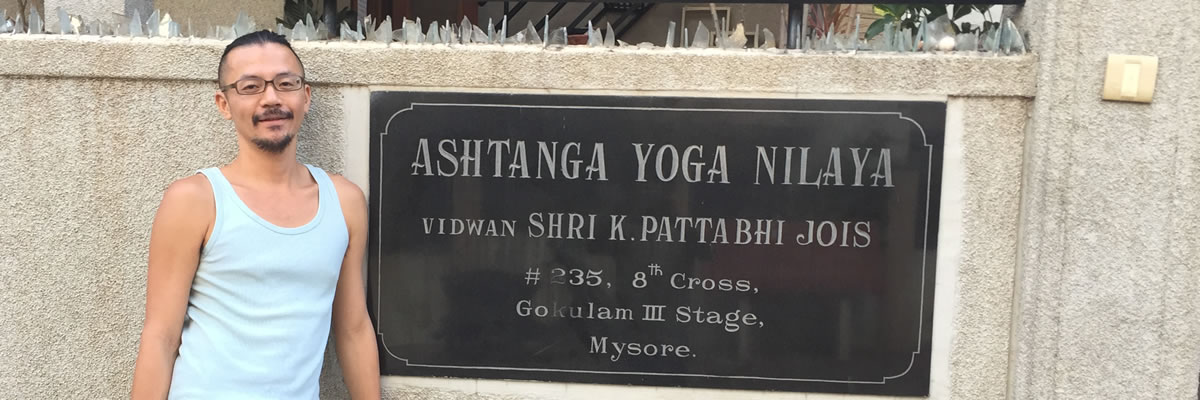 ASHTANGA YOGA NILAYA
VIDWAN SHRI K. PATTABHI JOIS
# 235, 8th Cross,
Gokulam III Stage,
Mysore.